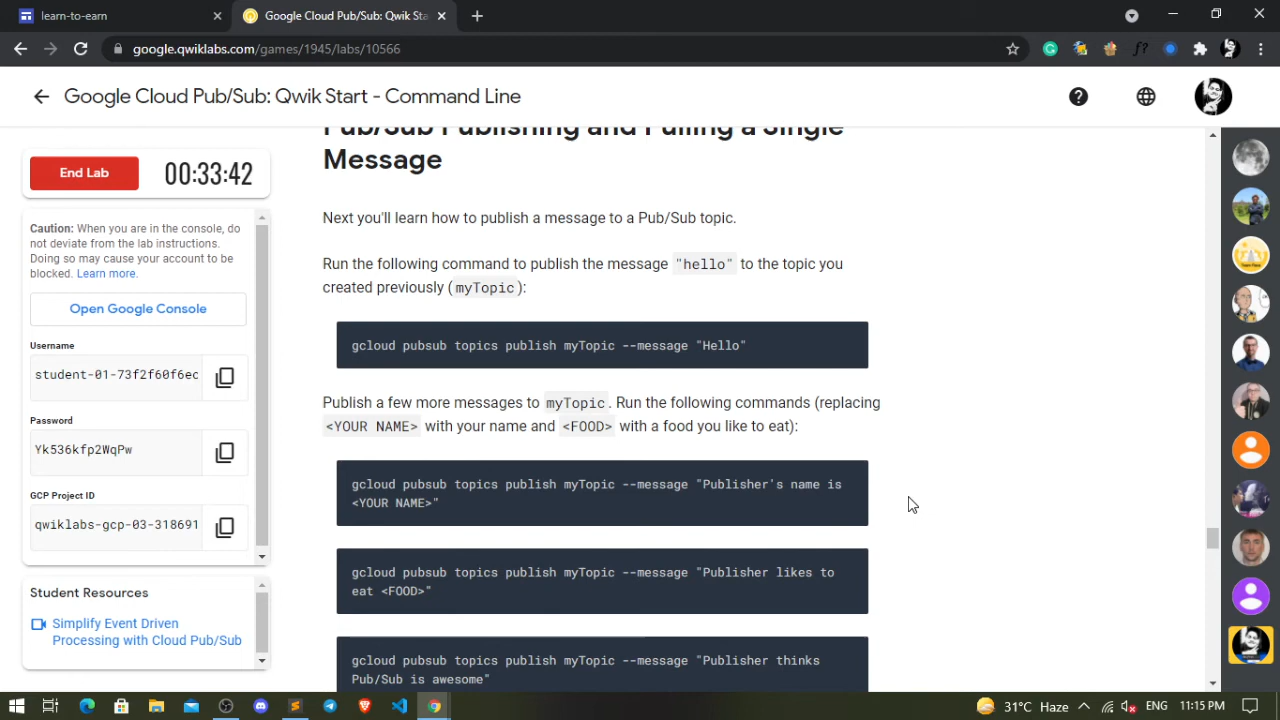 learn-to-earn
Google Cloud Pub/Sub: Qwik Sta
google.qwiklabs.com/games/1945/labs/10566
Google Cloud Pub/Sub: Qwik Start - Command Line
End Lab
00:33:42
Caution: When you are in the console, do
not deviate from the lab instructions.
Doing so may cause your account to be
blocked. Learn more.
Open Google Console
Username
student-01-73f2f60f6ec
Password
Yk536kfp2WqPw
GCP Project ID
qwiklabs-gcp-03-318691
Student Resources
Simplify Event Driven
Processing with Cloud Pub/Sub
Pub/Sub Publishing and Pulling a Single
Message
Next you'll learn how to publish a message to a Pub/Sub topic.
Run the following command to publish the message "hello" to the topic you
created previously (myTopic):
gcloud pubsub topics publish myTopic --message "Hello"
Publish a few more messages to myTopic. Run the following commands (replacing
<YOUR NAME> with your name and <FOOD> with a food you like to eat):
gcloud pubsub topics publish myTopic --message "Publisher's name is
<YOUR NAME>"
gcloud pubsub topics publish myTopic --message "Publisher likes to
eat <FOOD>"
gcloud pubsub topics publish myTopic --message "Publisher thinks
Pub/Sub is awesome"
31°C Haze
ENG
11:15 PM